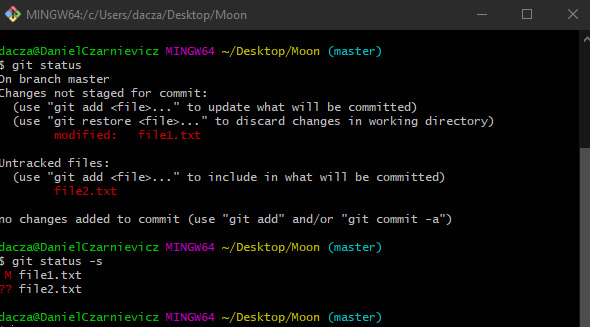 MINGW64:/c/Users/dacza/Desktop/Moon
dacza@DanielCzarnievicz MINGW64 ~/Desktop/Moon (master)
$ git status
On branch master
Changes not staged for commit:
  (use "git add <file>..." to update what will be committed)
  (use "git restore <file>..." to discard changes in working directory)
        modified:   file1.txt
Untracked files:
  (use "git add <file>..." to include in what will be committed)
        file2.txt
no changes added to commit (use "git add" and/or "git commit -a")
dacza@DanielCzarnievicz MINGW64 ~/Desktop/Moon (master)
$ git status -s
 M file1.txt
?? file2.txt
dacza@DanielCzarnievicz MINGW64 ~/Desktop/Moon (master)